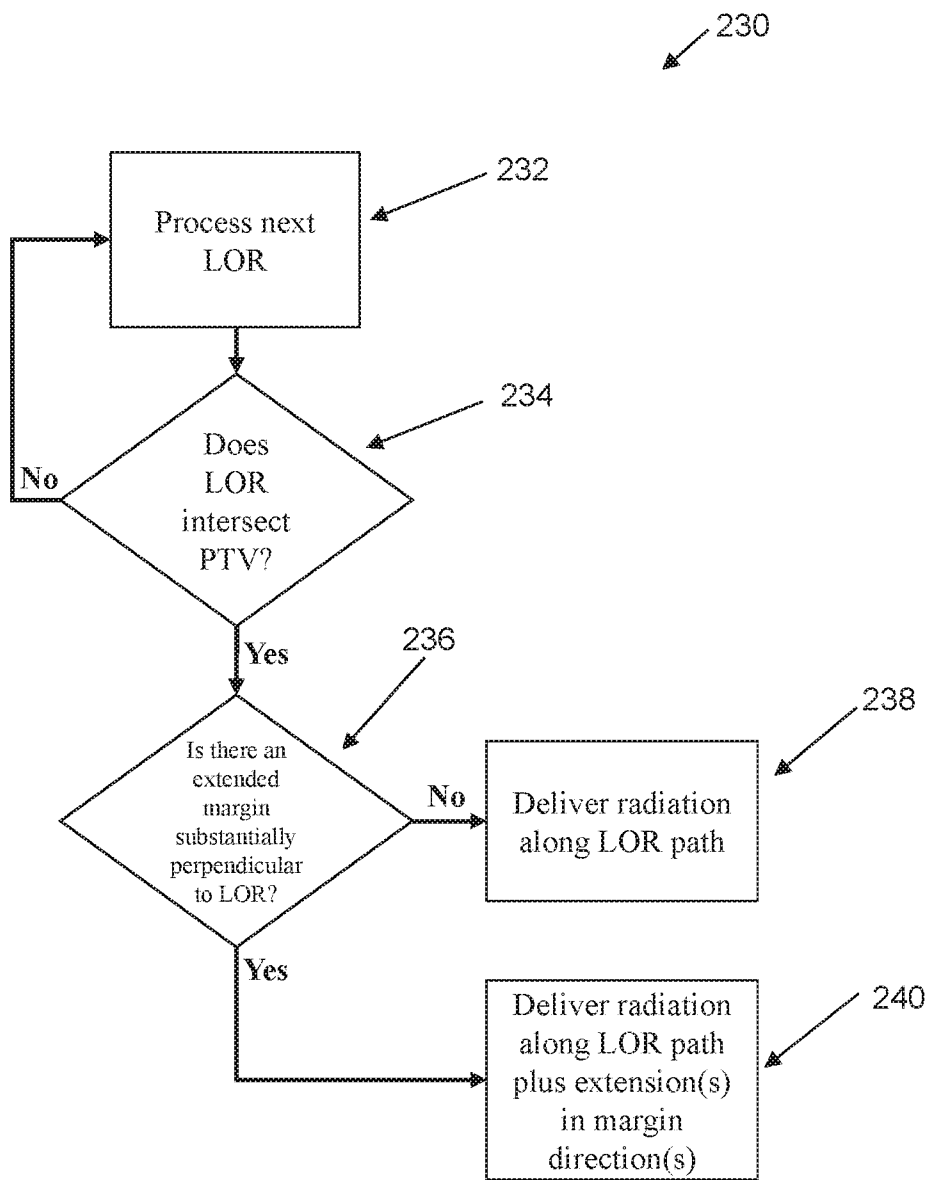 230
232
Process next
LOR
234
Does
LOR
intersect
PTV?
No
Yes
236
238
Is there an
extended
margin
substantially
perpendicular
to LOR?
No
Deliver radiation
along LOR path
Yes
240
Deliver radiation
along LOR path
plus extension(s)
in margin
direction(s)